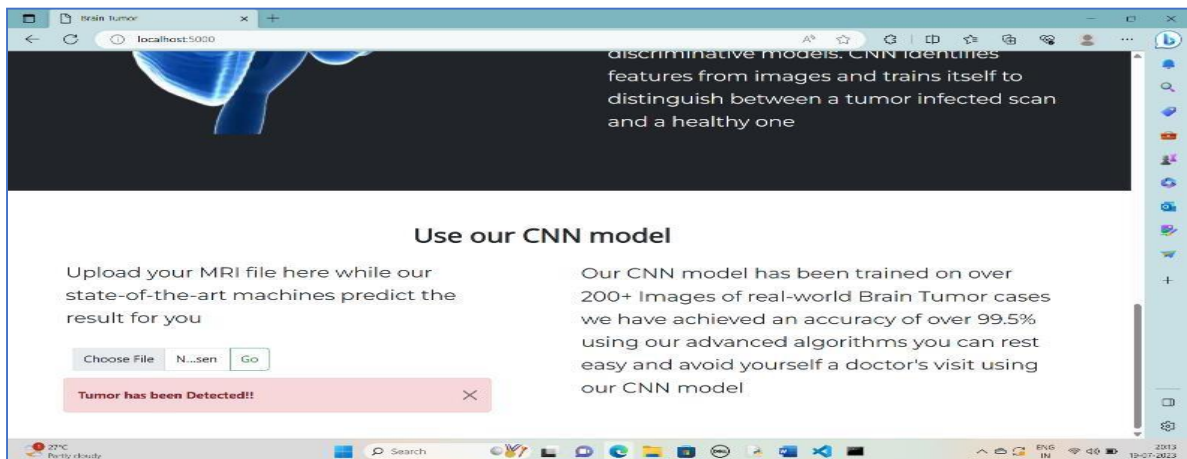 Brain Tumor
localhost:5000
discriminative models. CNN identifies
features from images and trains itself to
distinguish between a tumor infected scan
and a healthy one
Use our CNN model
Upload your MRI file here while our
state-of-the-art machines predict the
result for you
Choose File N...sen Go
Tumor has been Detected!!
Our CNN model has been trained on over
200+ Images of real-world Brain Tumor cases
we have achieved an accuracy of over 99.5%
using our advanced algorithms you can rest
easy and avoid yourself a doctor's visit using
our CNN model
27°C
Partly cloudy
Search
ENG
IN
20:13
19-07-2023